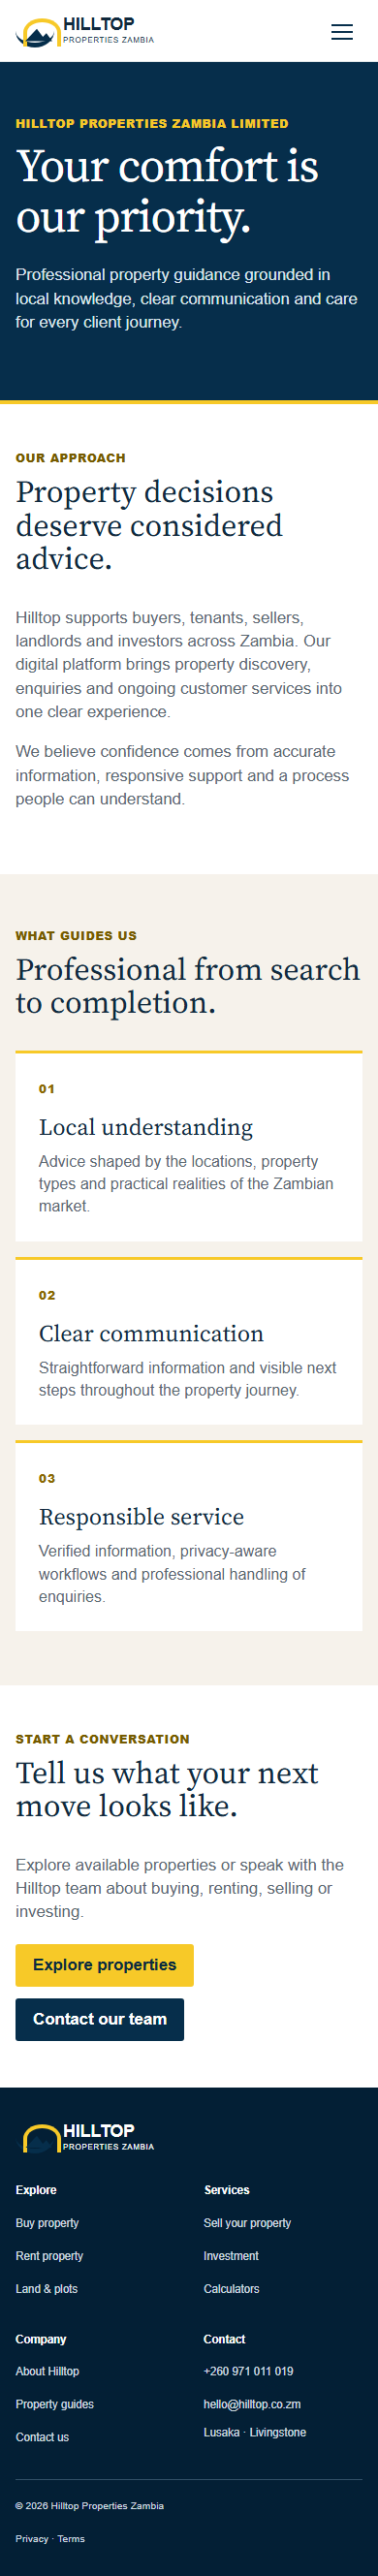 HILLTOP
PROPERTIES ZAMBIA
HILLTOP PROPERTIES ZAMBIA LIMITED
Your comfort is
our priority.
Professional property guidance grounded in
local knowledge, clear communication and care
for every client journey.
OUR APPROACH
Property decisions
deserve considered
advice.
Hilltop supports buyers, tenants, sellers,
landlords and investors across Zambia. Our
digital platform brings property discovery,
enquiries and ongoing customer services into
one clear experience.
We believe confidence comes from accurate
information, responsive support and a process
people can understand.
WHAT GUIDES US
Professional from search
to completion.
01
Local understanding
Advice shaped by the locations, property
types and practical realities of the Zambian
market.
02
Clear communication
Straightforward information and visible next
steps throughout the property journey.
03
Responsible service
Verified information, privacy-aware
workflows and professional handling of
enquiries.
START A CONVERSATION
Tell us what your next
move looks like.
Explore available properties or speak with the
Hilltop team about buying, renting, selling or
investing.
Explore properties
Contact our team
HILLTOP
PROPERTIES ZAMBIA
Explore
Buy property
Rent property
Land & plots
Services
Sell your property
Investment
Calculators
Company
About Hilltop
Property guides
Contact us
Contact
+260 971 011 019
hello@hilltop.co.zm
Lusaka · Livingstone
© 2026 Hilltop Properties Zambia
Privacy · Terms